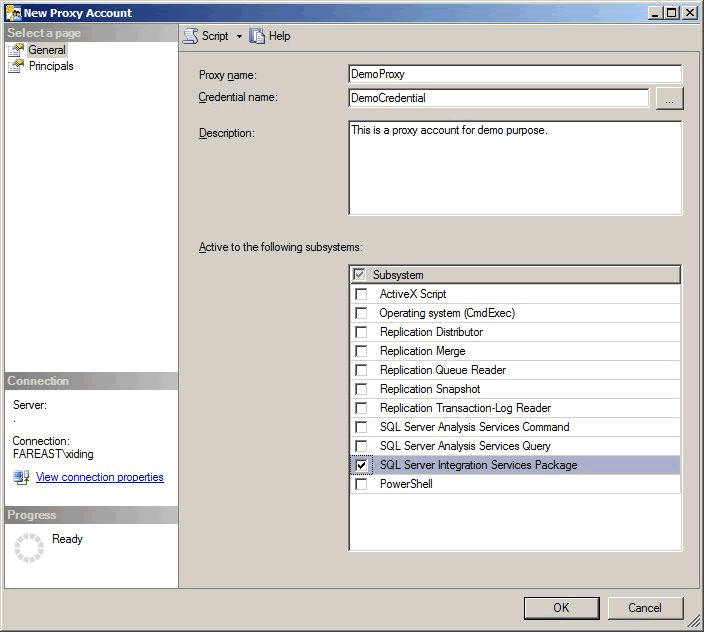 New Proxy Account
Select a page
General
Principals
Script
Help
Proxy name:
DemoProxy
Credential name:
DemoCredential
...
Description:
This is a proxy account for demo purpose.
Active to the following subsystems:
Subsystem
ActiveX Script
Operating system (CmdExec)
Replication Distributor
Replication Merge
Replication Queue Reader
Replication Snapshot
Replication Transaction-Log Reader
SQL Server Analysis Services Command
SQL Server Analysis Services Query
SQL Server Integration Services Package
PowerShell
Connection
Server:
.
Connection:
FAREAST\xiding
View connection properties
Progress
Ready
OK
Cancel